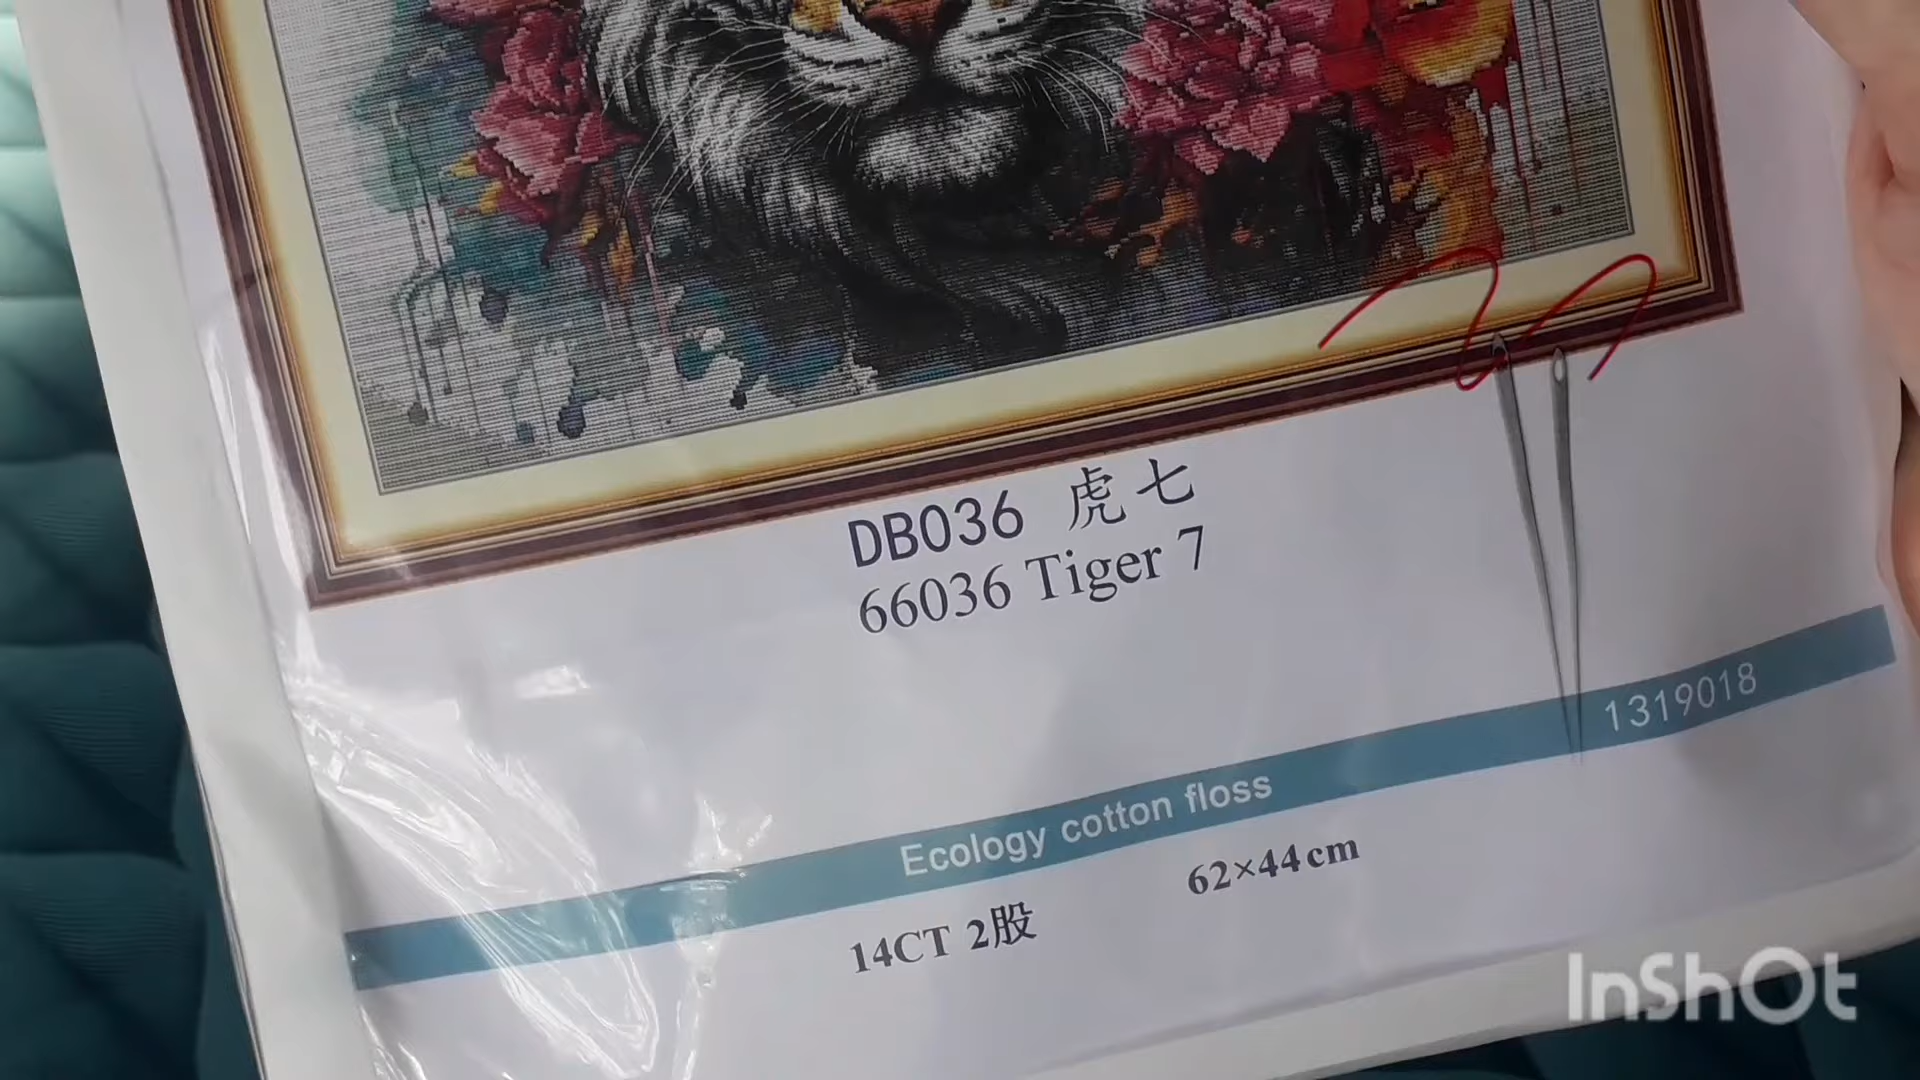 DB036 虎七
66036 Tiger 7
1319018
Ecology cotton floss
14CT 2股
62×44cm
InShOt